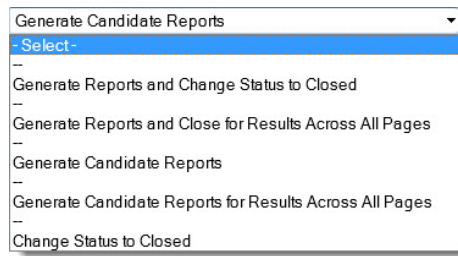 Generate Candidate Reports
- Select -
--
Generate Reports and Change Status to Closed
--
Generate Reports and Close for Results Across All Pages
--
Generate Candidate Reports
--
Generate Candidate Reports for Results Across All Pages
--
Change Status to Closed